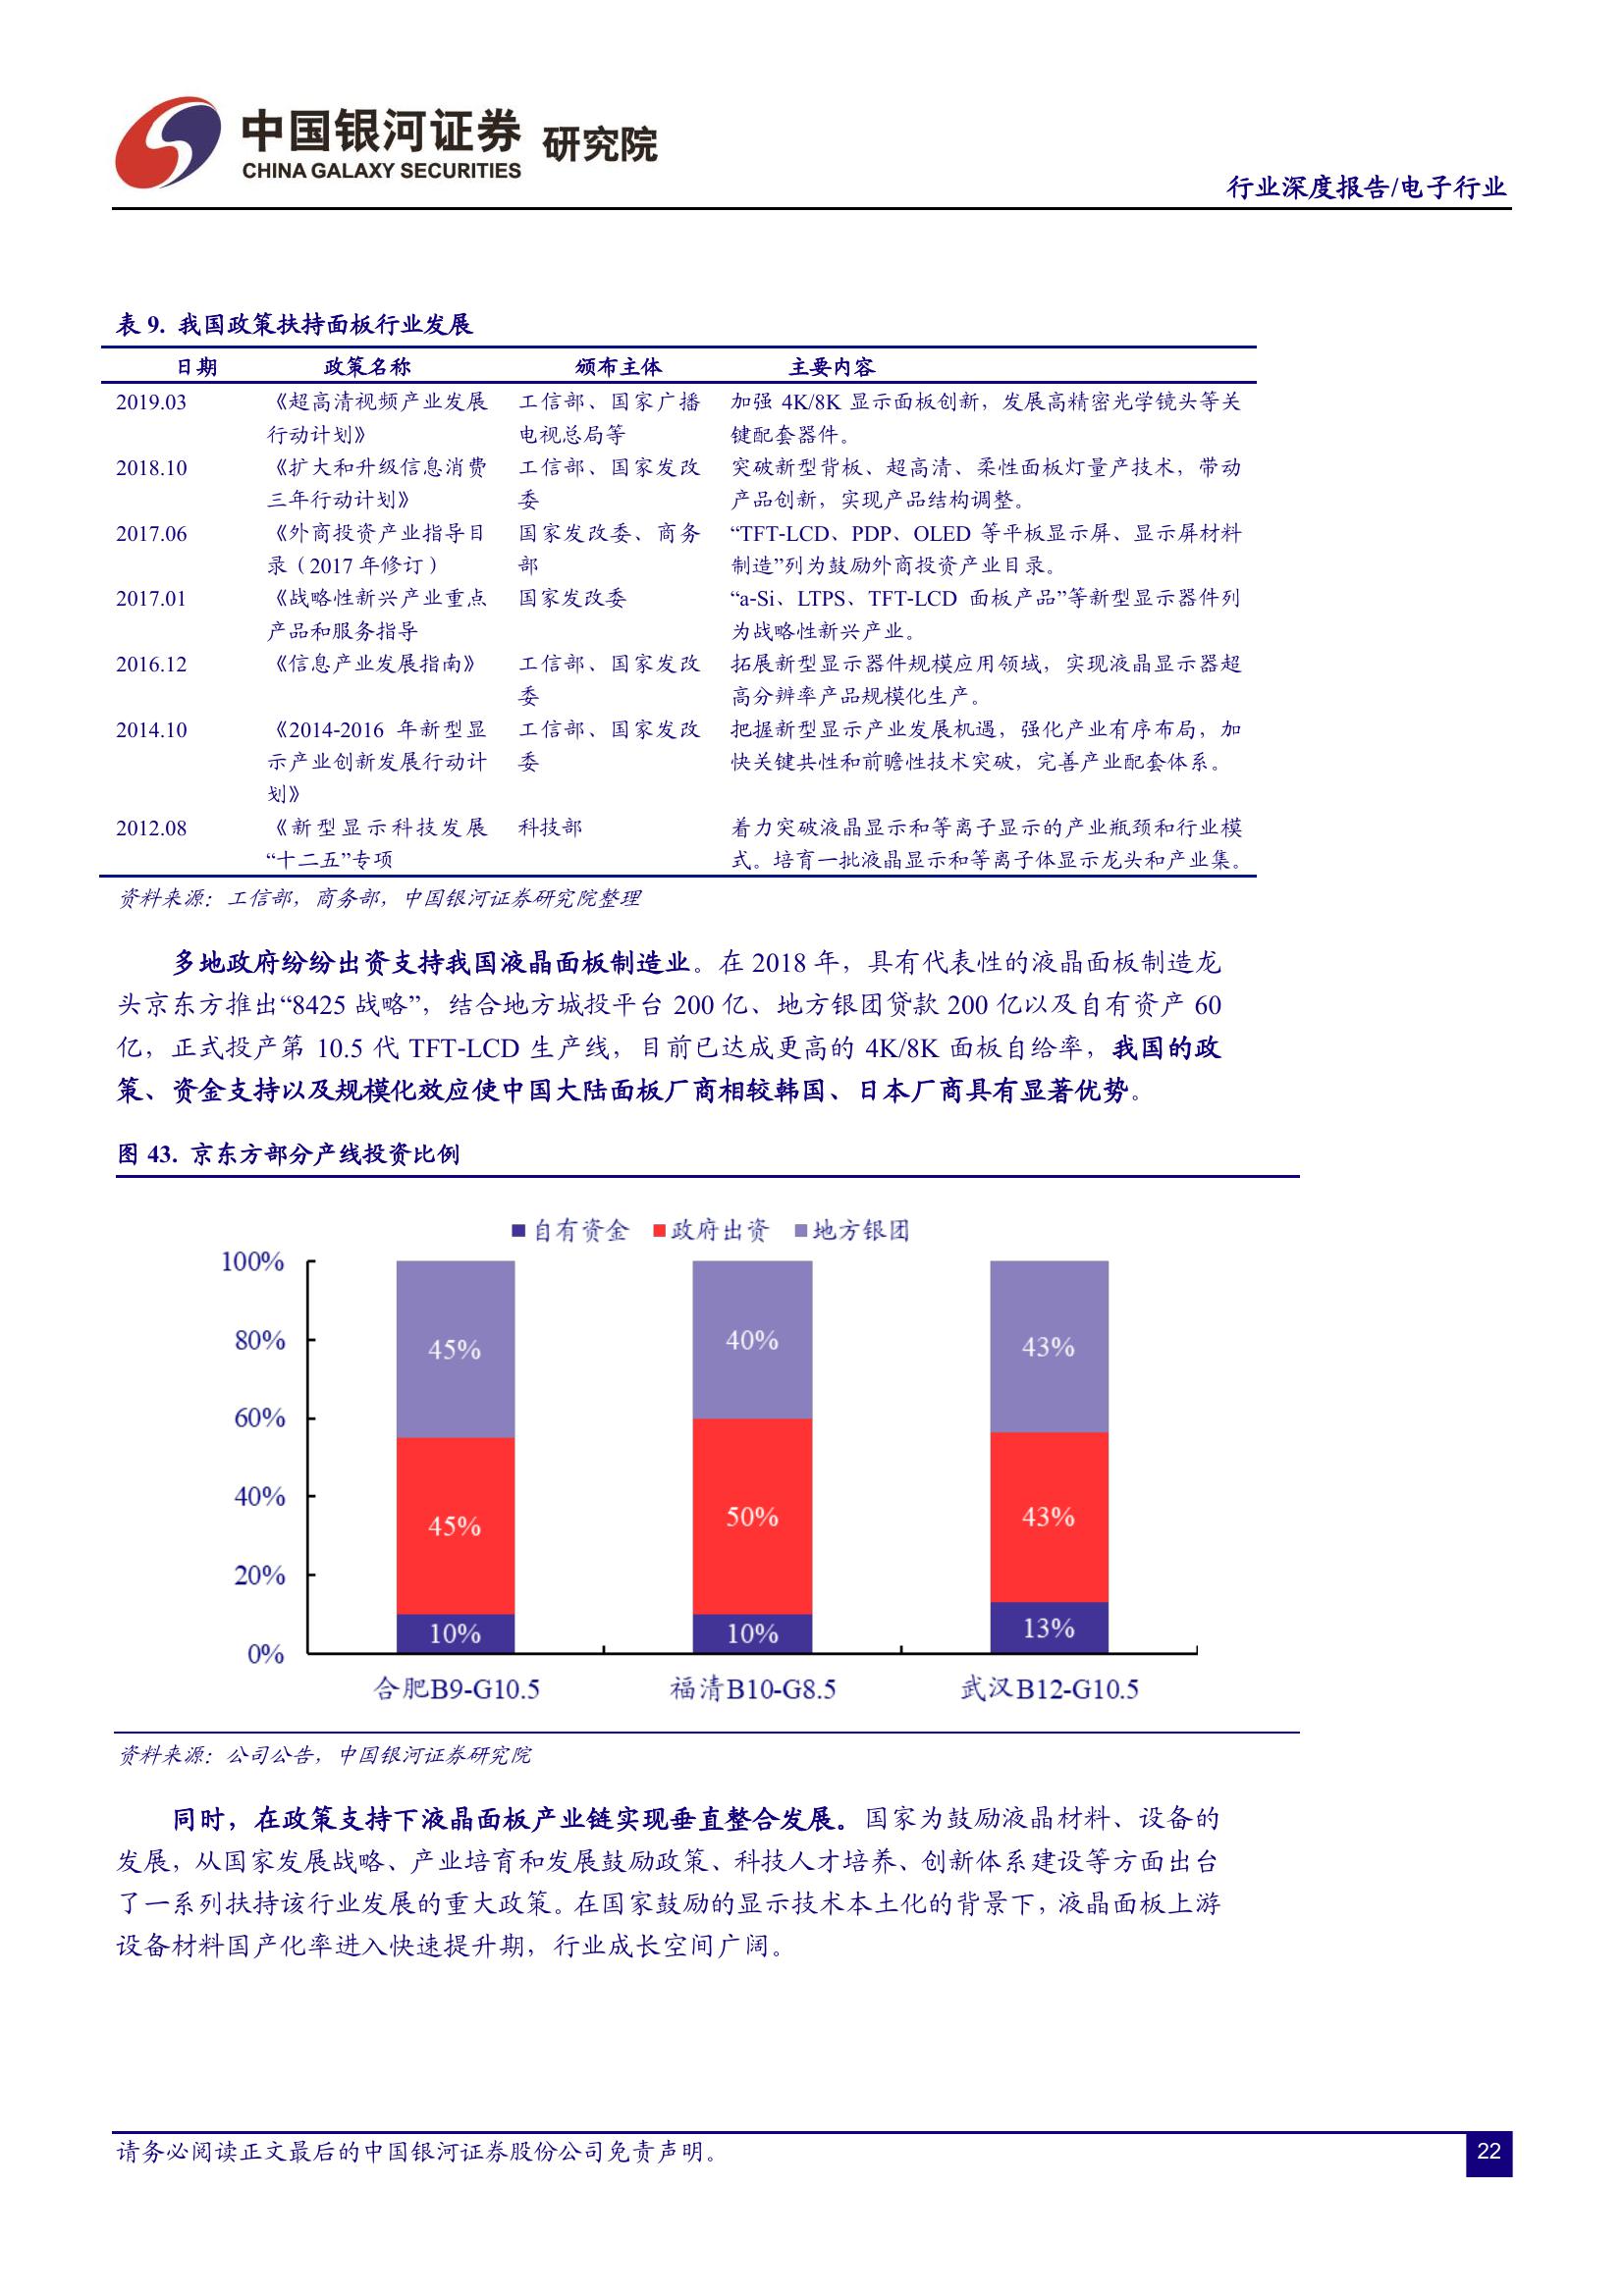 中国银河证券 研究院
CHINA GALAXY SECURITIES
行业深度报告/电子行业
表 9. 我国政策扶持面板行业发展
日期 政策名称 颁布主体 主要内容
2019.03 《超高清视频产业发展 工信部、国家广播 加强 4K/8K 显示面板创新，发展高精密光学镜头等关
行动计划》 电视总局等 键配套器件。
2018.10 《扩大和升级信息消费 工信部、国家发改 突破新型背板、超高清、柔性面板灯量产技术，带动
三年行动计划》 委 产品创新，实现产品结构调整。
2017.06 《外商投资产业指导目 国家发改委、商务 “TFT-LCD、PDP、OLED 等平板显示屏、显示屏材料
录（2017 年修订） 部 制造”列为鼓励外商投资产业目录。
2017.01 《战略性新兴产业重点 国家发改委 “a-Si、LTPS、TFT-LCD 面板产品”等新型显示器件列
产品和服务指导 为战略性新兴产业。
2016.12 《信息产业发展指南》 工信部、国家发改 拓展新型显示器件规模应用领域，实现液晶显示器超
委 高分辨率产品规模化生产。
2014.10 《2014-2016 年新型显 工信部、国家发改 把握新型显示产业发展机遇，强化产业有序布局，加
示产业创新发展行动计 委 快关键共性和前瞻性技术突破，完善产业配套体系。
划》
2012.08 《新型显示科技发展 科技部 着力突破液晶显示和等离子显示的产业瓶颈和行业模
“十二五”专项 式。培育一批液晶显示和等离子体显示龙头和产业集。
资料来源：工信部，商务部，中国银河证券研究院整理
多地政府纷纷出资支持我国液晶面板制造业。在 2018 年，具有代表性的液晶面板制造龙
头京东方推出“8425 战略”，结合地方城投平台 200 亿、地方银团贷款 200 亿以及自有资产 60
亿，正式投产第 10.5 代 TFT-LCD 生产线，目前已达成更高的 4K/8K 面板自给率，我国的政
策、资金支持以及规模化效应使中国大陆面板厂商相较韩国、日本厂商具有显著优势。
图 43. 京东方部分产线投资比例
自有资金 政府出资 地方银团
100%
80%
60%
40%
20%
0%
45% 40% 43%
45% 50% 43%
10% 10% 13%
合肥B9-G10.5 福清B10-G8.5 武汉B12-G10.5
资料来源：公司公告，中国银河证券研究院
同时，在政策支持下液晶面板产业链实现垂直整合发展。国家为鼓励液晶材料、设备的
发展，从国家发展战略、产业培育和发展鼓励政策、科技人才培养、创新体系建设等方面出台
了一系列扶持该行业发展的重大政策。在国家鼓励的显示技术本土化的背景下，液晶面板上游
设备材料国产化率进入快速提升期，行业成长空间广阔。
请务必阅读正文最后的中国银河证券股份公司免责声明。
22